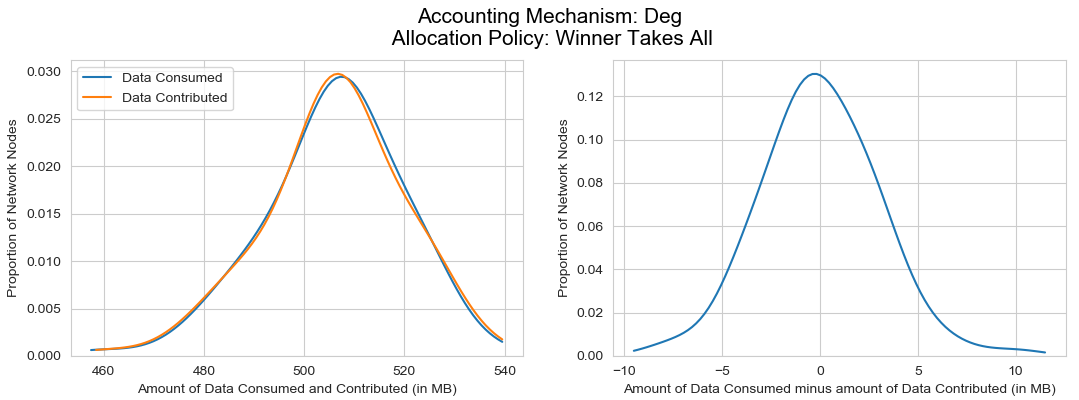 Accounting Mechanism: Deg
Allocation Policy: Winner Takes All
Data Consumed
Data Contributed
Proportion of Network Nodes
0.030
0.025
0.020
0.015
0.010
0.005
0.000
460 480 500 520 540
Amount of Data Consumed and Contributed (in MB)
Proportion of Network Nodes
0.12
0.10
0.08
0.06
0.04
0.02
0.00
−10 −5 0 5 10
Amount of Data Consumed minus amount of Data Contributed (in MB)